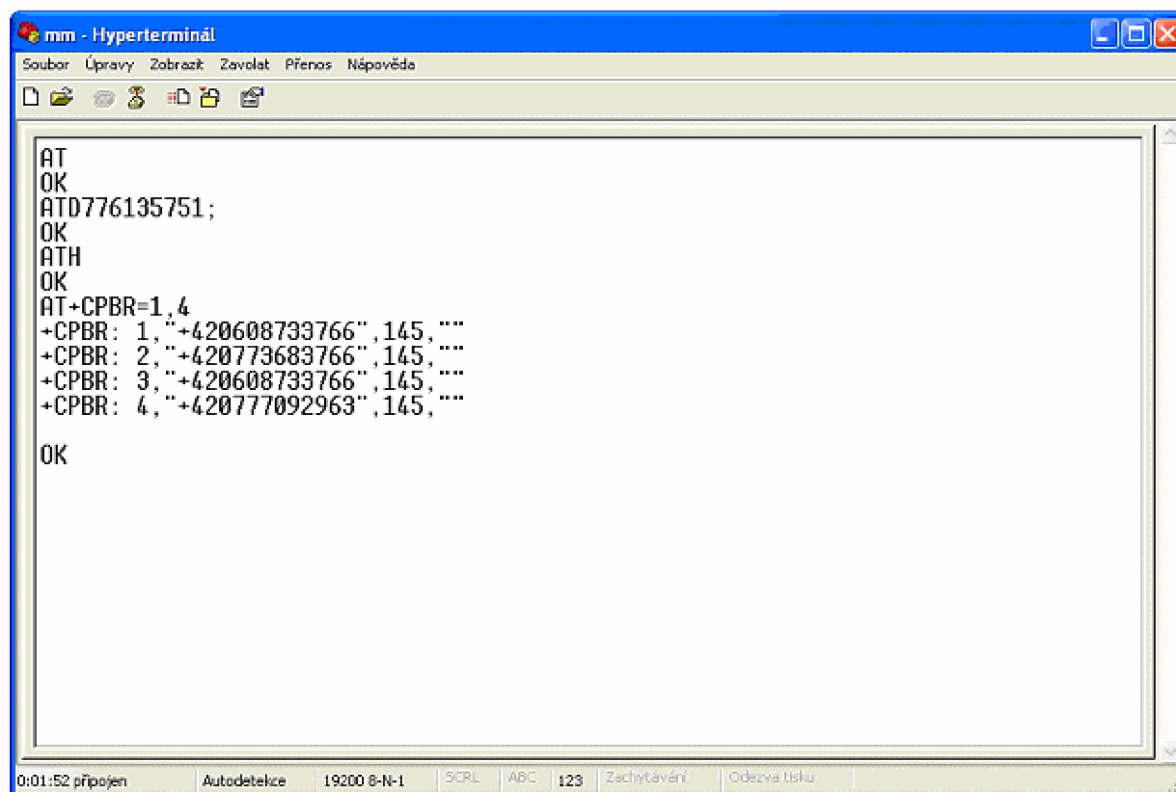 mm - Hyperterminál
Soubor Úpravy Zobrazit Zavolat Přenos Nápověda
AT
OK
ATD776135751;
OK
ATH
OK
AT+CPBR=1,4
+CPBR: 1,"+420608733766",145,""
+CPBR: 2,"+420773683766",145,""
+CPBR: 3,"+420608733766",145,""
+CPBR: 4,"+420777092963",145,""
OK
0:01:52 připojen Autodetekce 19200 8-N-1 SCRL ABC 123 Zachytávání Odezva tisku